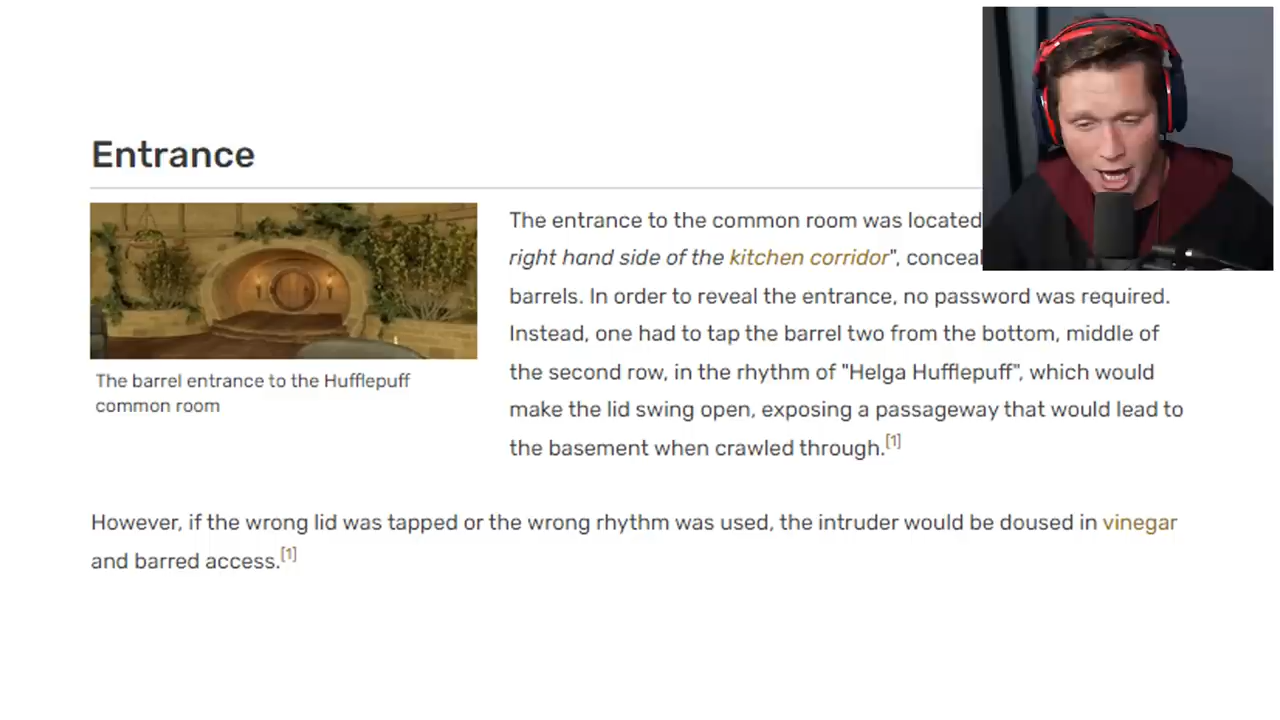 Entrance
The entrance to the common room was located
right hand side of the kitchen corridor", conceal
barrels. In order to reveal the entrance, no password was required.
Instead, one had to tap the barrel two from the bottom, middle of
the second row, in the rhythm of "Helga Hufflepuff", which would
make the lid swing open, exposing a passageway that would lead to
the basement when crawled through.[1]
The barrel entrance to the Hufflepuff
common room
However, if the wrong lid was tapped or the wrong rhythm was used, the intruder would be doused in vinegar
and barred access.[1]